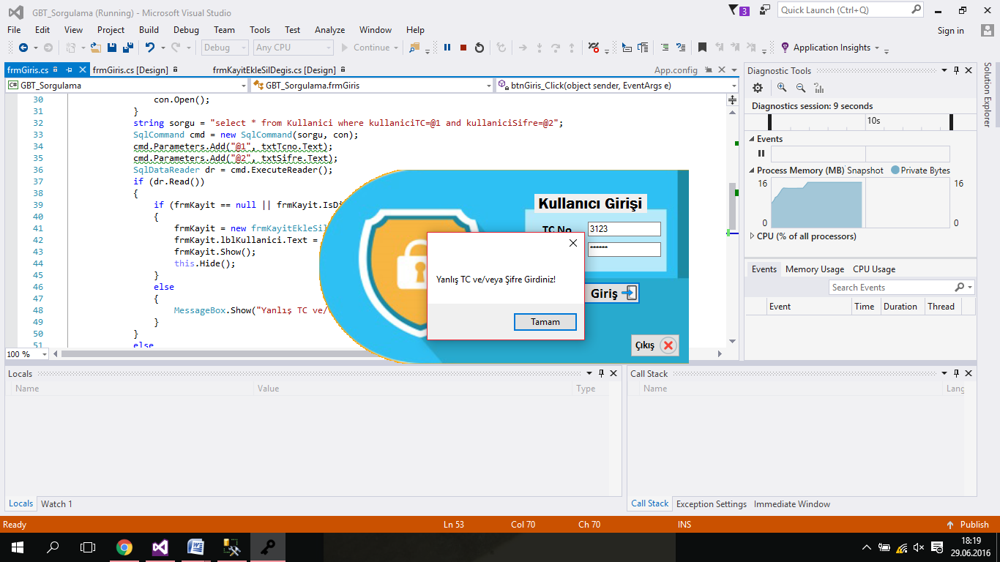 GBT_Sorgulama (Running) - Microsoft Visual Studio
3
Quick Launch (Ctrl+Q)
File Edit View Project Build Debug Team Tools Test Analyze Window Help
Sign in
Debug Any CPU Continue Application Insights
frmGiris.cs frmGiris.cs [Design] frmKayitEkleSilDegis.cs [Design] App.config
C# GBT_Sorgulama GBT_Sorgulama.frmGiris btnGiris_Click(object sender, EventArgs e)
30 con.Open();
31 }
32 string sorgu = "select * from Kullanici where kullaniciTC=@1 and kullaniciSifre=@2";
33 SqlCommand cmd = new SqlCommand(sorgu, con);
34 cmd.Parameters.Add("@1", txtTcno.Text);
35 cmd.Parameters.Add("@2", txtSifre.Text);
36 SqlDataReader dr = cmd.ExecuteReader();
37 if (dr.Read())
38 {
39 if (frmKayit == null || frmKayit.IsDi
40 {
41 frmKayit = new frmKayitEkleSil
42 frmKayit.lblKullanici.Text =
43 frmKayit.Show();
44 this.Hide();
45 }
46 else
47 {
48 MessageBox.Show("Yanlış TC ve/
49 }
50 }
51 else
100 %
Kullanıcı Girişi
TC No
3123
******
Yanlış TC ve/veya Şifre Girdiniz!
Tamam
Giriş
Çıkış
Diagnostic Tools
Diagnostics session: 9 seconds
10s
Events
Process Memory (MB) Snapshot Private Bytes
16 16
0 0
CPU (% of all processors)
Events Memory Usage CPU Usage
Search Events
Event Time Duration Thread
Solution Explorer
Locals
Name Value Type
Locals Watch 1
Call Stack
Name Lang
Call Stack Exception Settings Immediate Window
Ready Ln 53 Col 70 Ch 70 INS Publish
18:19
29.06.2016